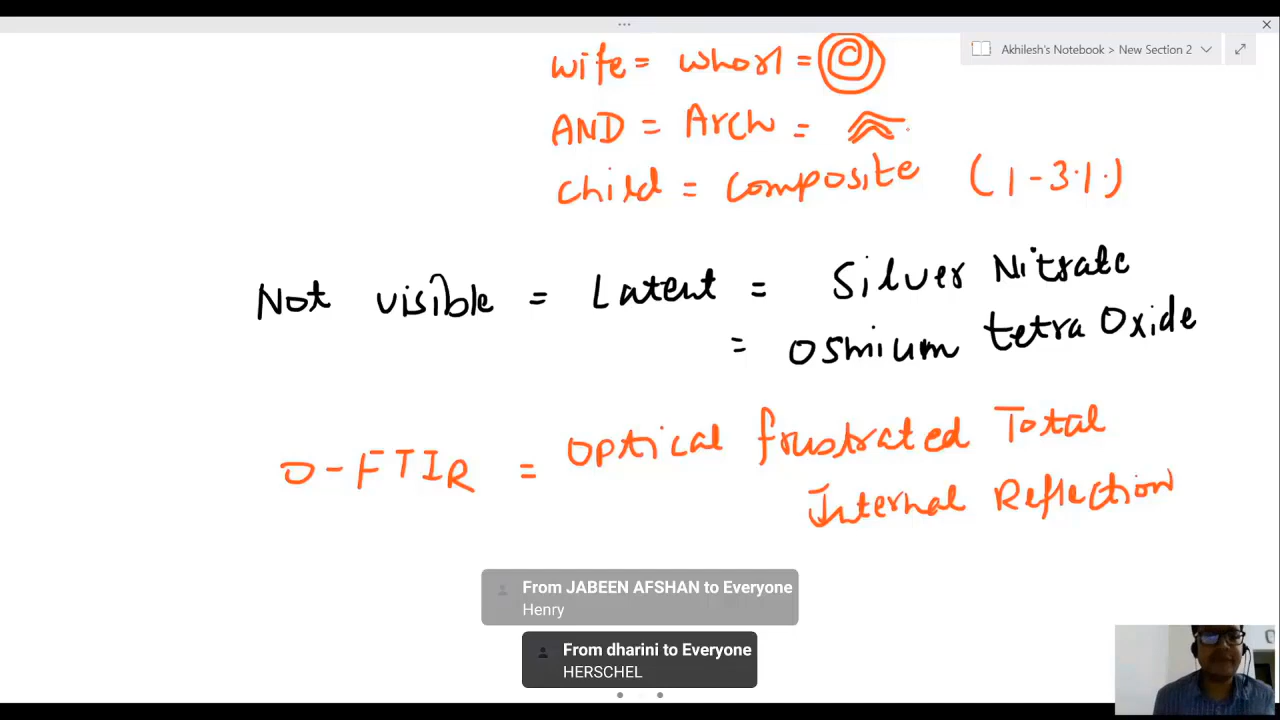 Akhilesh's Notebook > New Section 2
wife = whorl =
AND = Arch =
child = composite (1-3·1·)
Not visible = Latent = Silver Nitrate
= Osmium tetra Oxide
O-FTIR = Optical frustrated Total
Internal Reflection
From JABEEN AFSHAN to Everyone
Henry
From dharini to Everyone
HERSCHEL